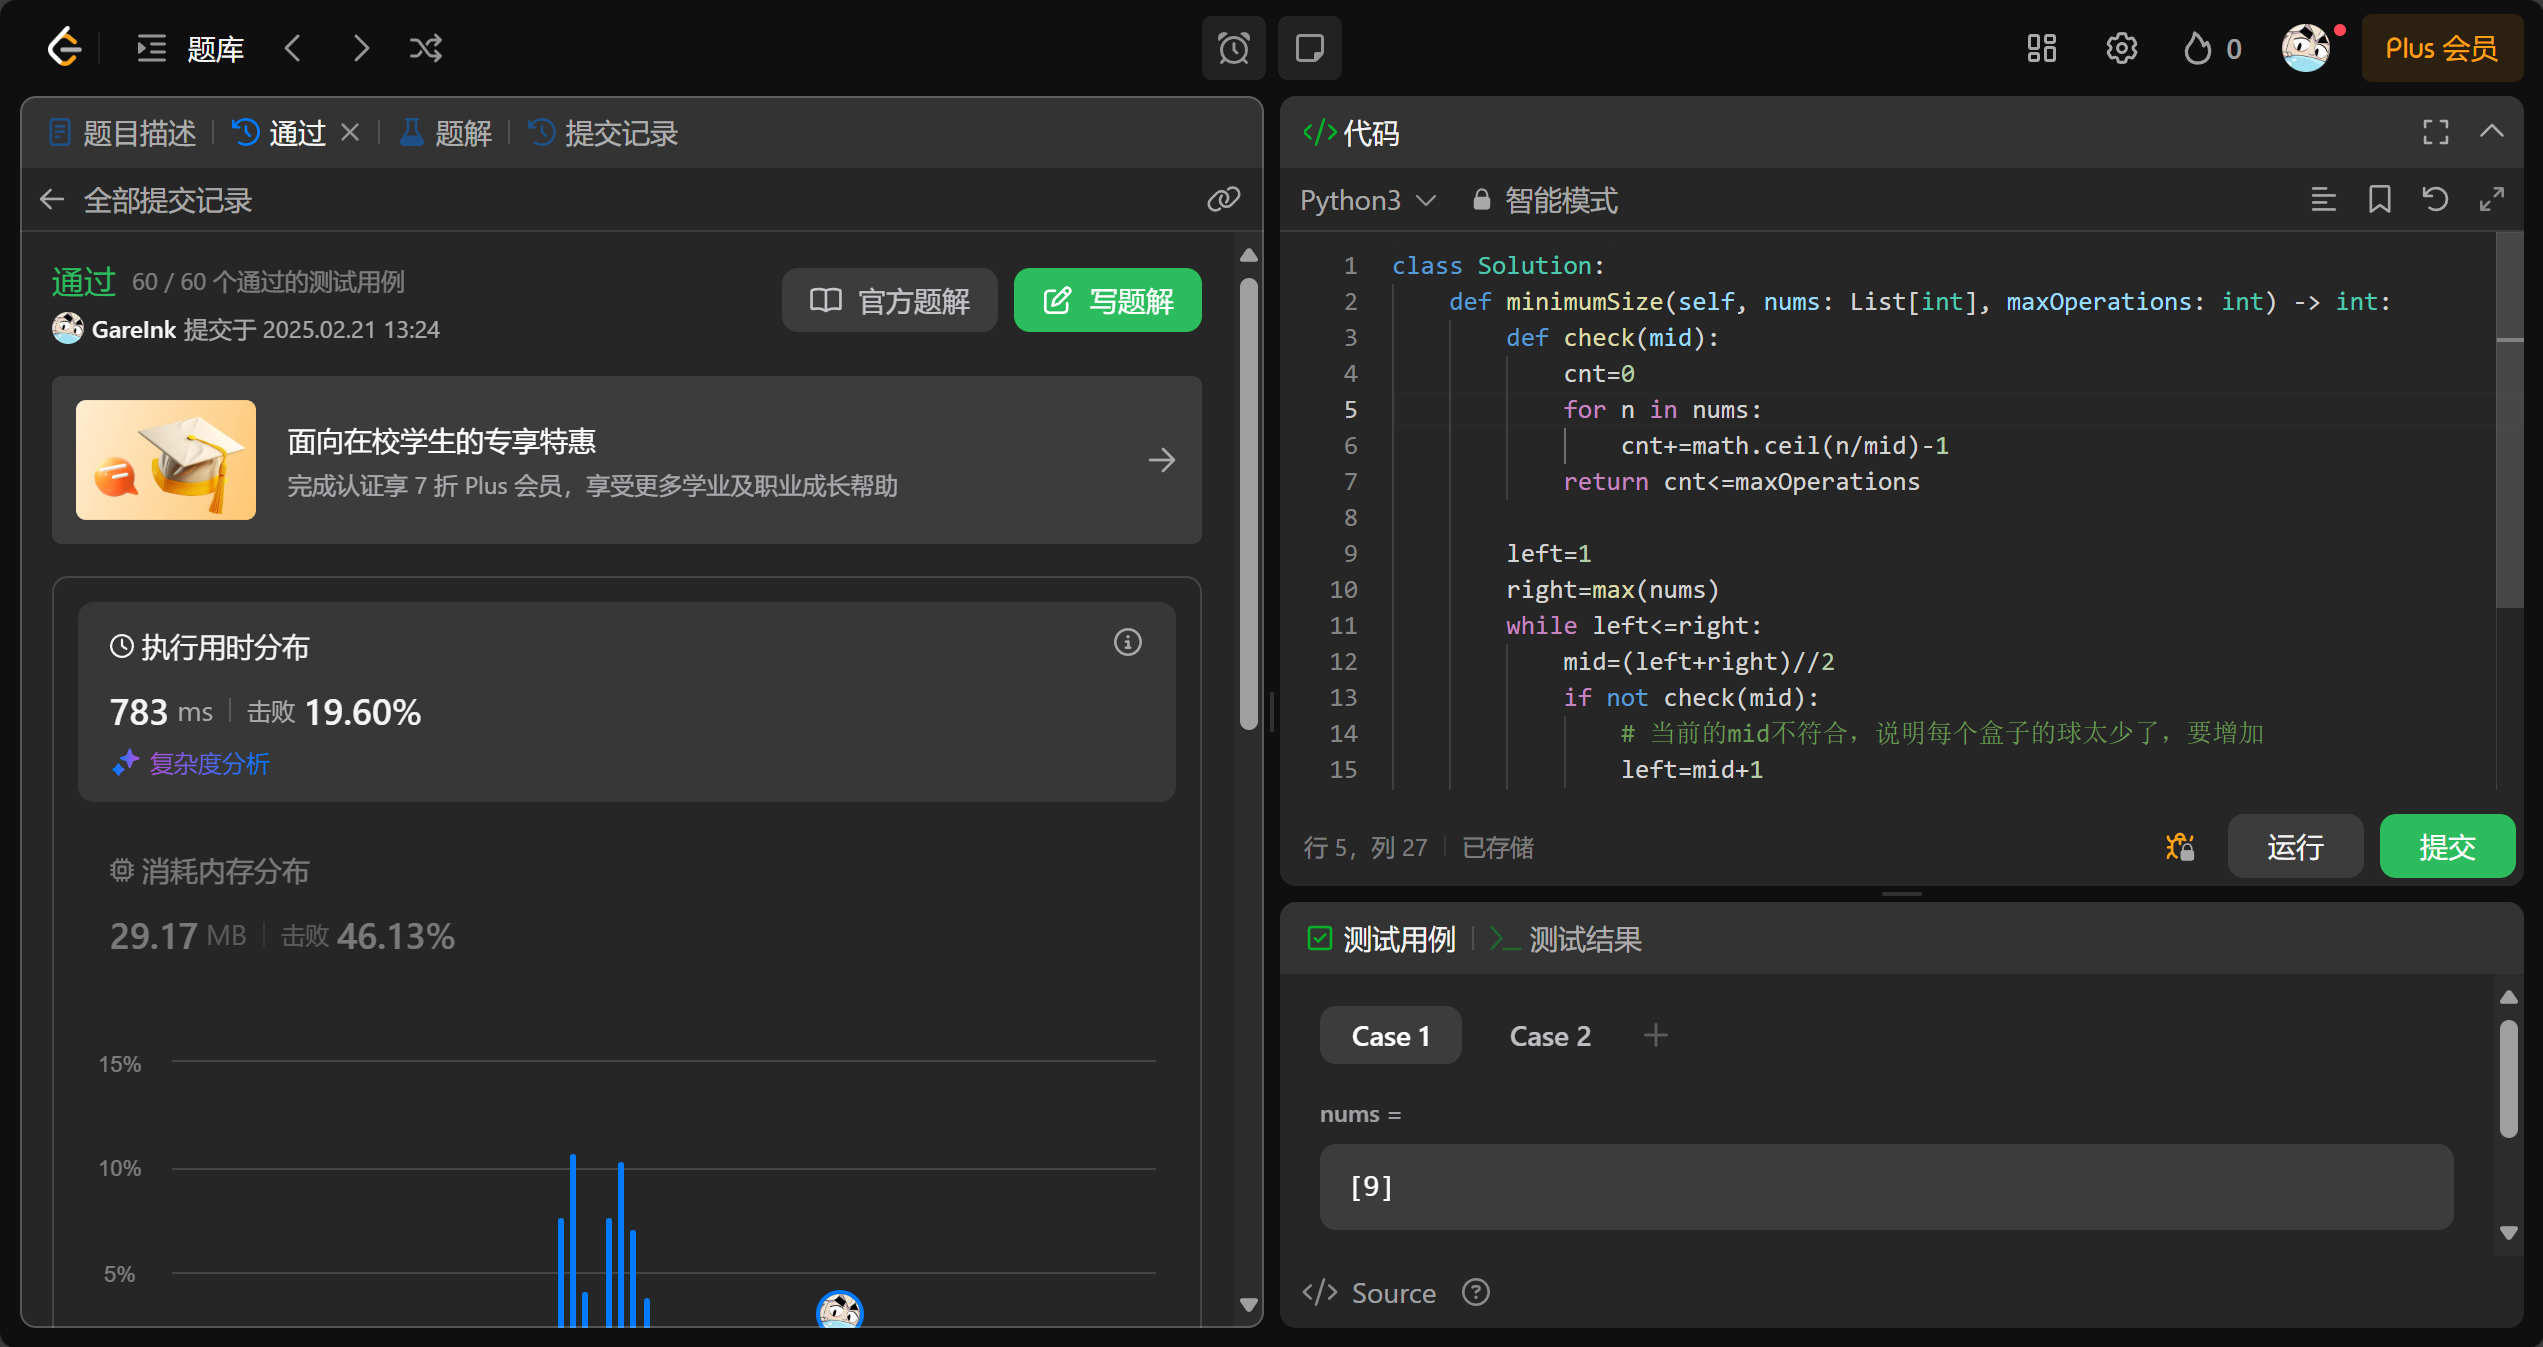 题库
0
Plus 会员
题目描述
通过
题解
提交记录
全部提交记录
通过 60 / 60 个通过的测试用例
GareInk 提交于 2025.02.21 13:24
官方题解
写题解
面向在校学生的专享特惠
完成认证享 7 折 Plus 会员，享受更多学业及职业成长帮助
执行用时分布
783 ms 击败 19.60%
复杂度分析
消耗内存分布
29.17 MB 击败 46.13%
15%
10%
5%
</> 代码
Python3 智能模式
1 class Solution:
2     def minimumSize(self, nums: List[int], maxOperations: int) -> int:
3         def check(mid):
4             cnt=0
5             for n in nums:
6                 cnt+=math.ceil(n/mid)-1
7             return cnt<=maxOperations
8
9         left=1
10         right=max(nums)
11         while left<=right:
12             mid=(left+right)//2
13             if not check(mid):
14                 # 当前的mid不符合，说明每个盒子的球太少了，要增加
15                 left=mid+1
行 5，列 27 已存储
运行
提交
测试用例
测试结果
Case 1
Case 2
nums =
[9]
</> Source